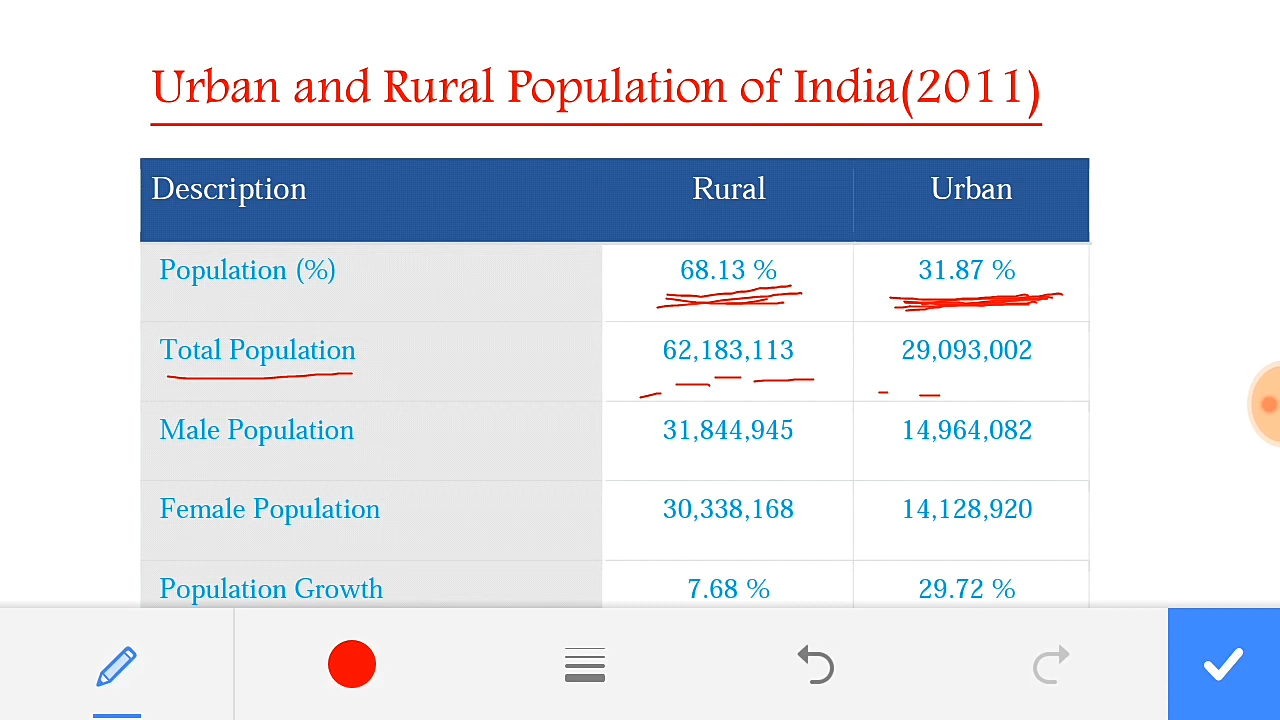 Urban and Rural Population of India(2011)
Description Rural Urban
Population (%) 68.13 % 31.87 %
Total Population 62,183,113 29,093,002
Male Population 31,844,945 14,964,082
Female Population 30,338,168 14,128,920
Population Growth 7.68 % 29.72 %